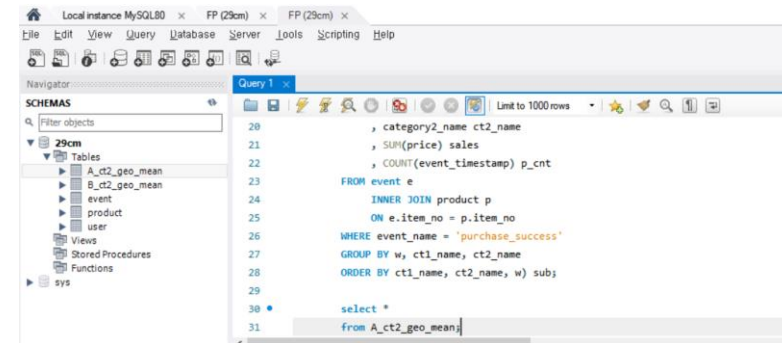 Local instance MySQL80 × FP (29cm) × FP (29cm) ×
File Edit View Query Database Server Tools Scripting Help
Navigator
Query 1 ×
SCHEMAS
Limit to 1000 rows
Filter objects
29cm
Tables
A_ct2_geo_mean
B_ct2_geo_mean
event
product
user
Views
Stored Procedures
Functions
sys
20 , category2_name ct2_name
21 , SUM(price) sales
22 , COUNT(event_timestamp) p_cnt
23 FROM event e
24 INNER JOIN product p
25 ON e.item_no = p.item_no
26 WHERE event_name = 'purchase_success'
27 GROUP BY w, ct1_name, ct2_name
28 ORDER BY ct1_name, ct2_name, w) sub;
29
30 select *
31 from A_ct2_geo_mean;